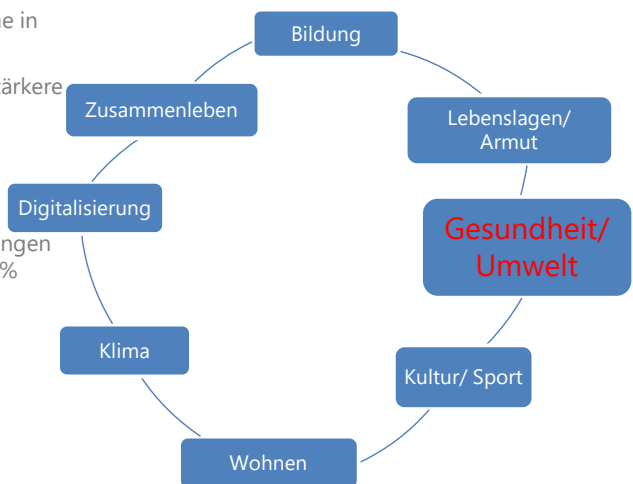 Bildung
Zusammenleben
Lebenslagen/
Armut
Digitalisierung
Gesundheit/
Umwelt
%
Klima
Kultur/ Sport
Wohnen